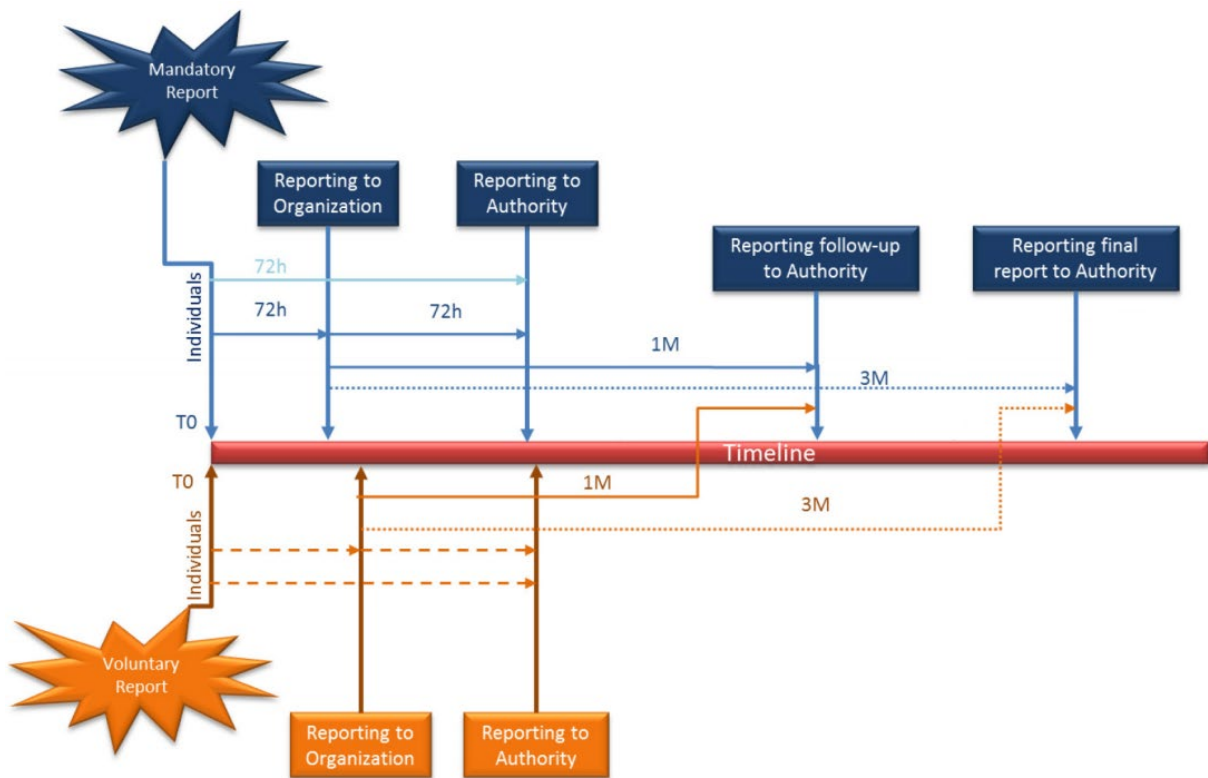 Mandatory
Report
Reporting to
Organization
Reporting to
Authority
Reporting follow-up
to Authority
Reporting final
report to Authority
Individuals
72h
72h
72h
1M
3M
T0
Timeline
T0
1M
3M
Individuals
Voluntary
Report
Reporting to
Organization
Reporting to
Authority